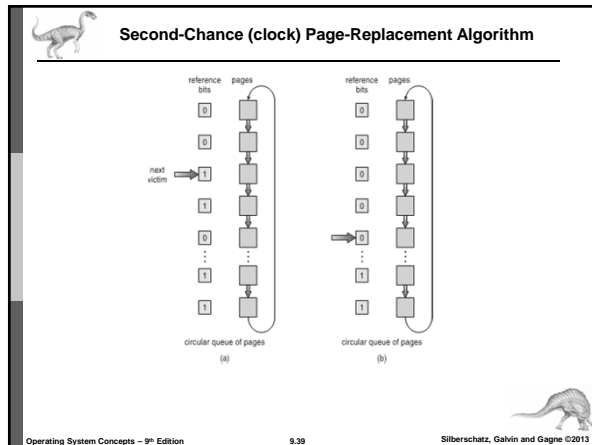 Second-Chance (clock) Page-Replacement Algorithm
reference bits
pages
0
0
next victim
1
1
0
1
1
circular queue of pages
(a)
reference bits
pages
0
0
0
0
0
1
1
circular queue of pages
(b)
Operating System Concepts – 9th Edition
9.39
Silberschatz, Galvin and Gagne ©2013